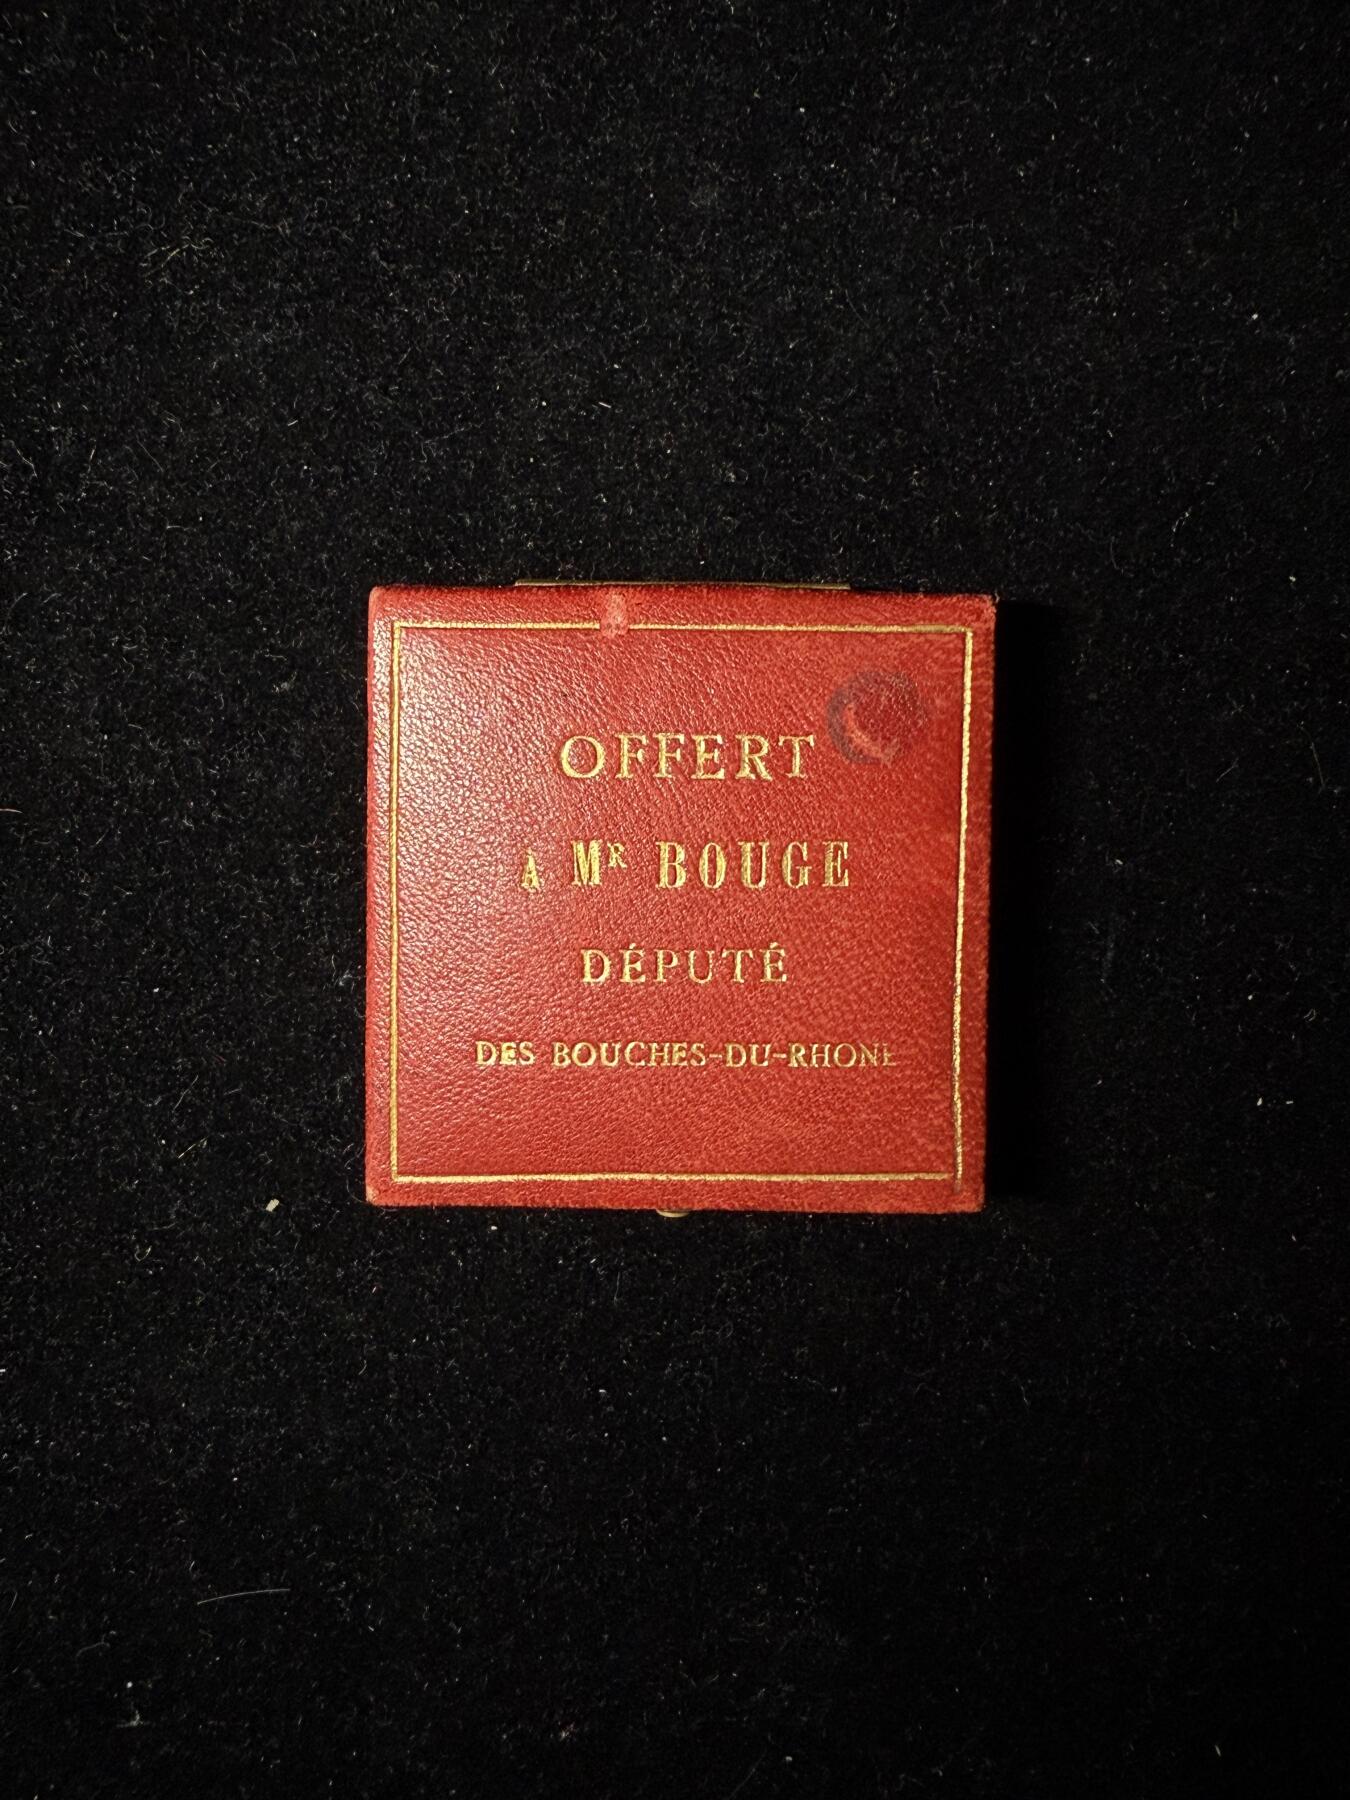 OFFERT
À MR BOUGE
DÉPUTÉ
DES BOUCHES-DU-RHONE